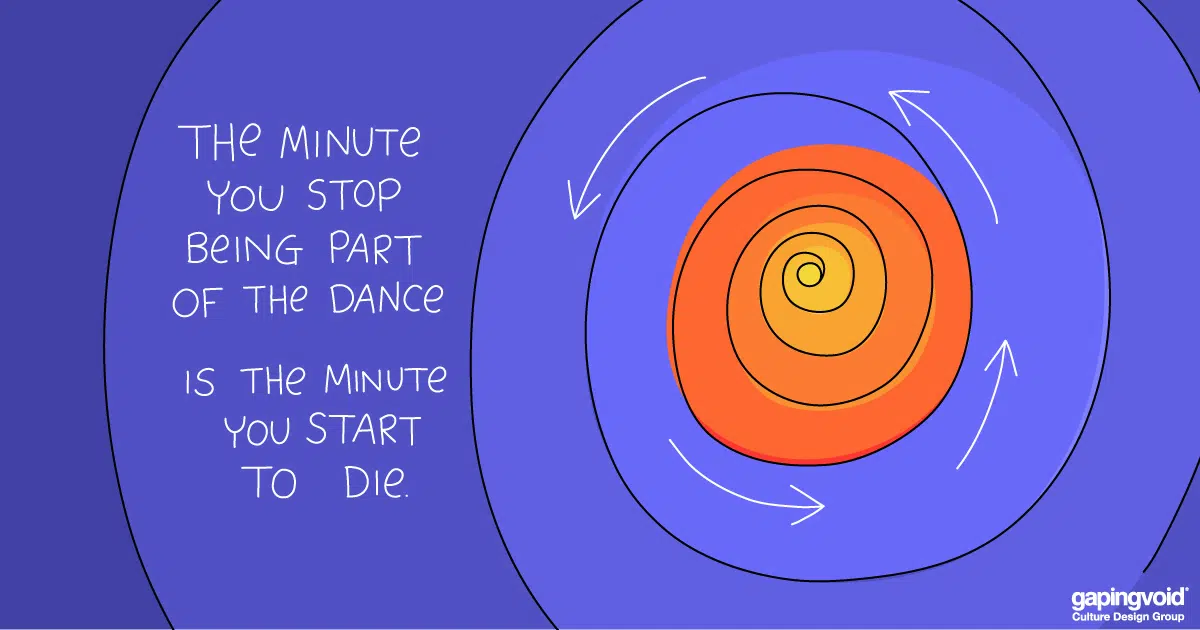 THE MINUTE
YOU STOP
BEING PART
OF THE DANCE
IS THE MINUTE
YOU START
TO DIE.
gapingvoid®
Culture Design Group